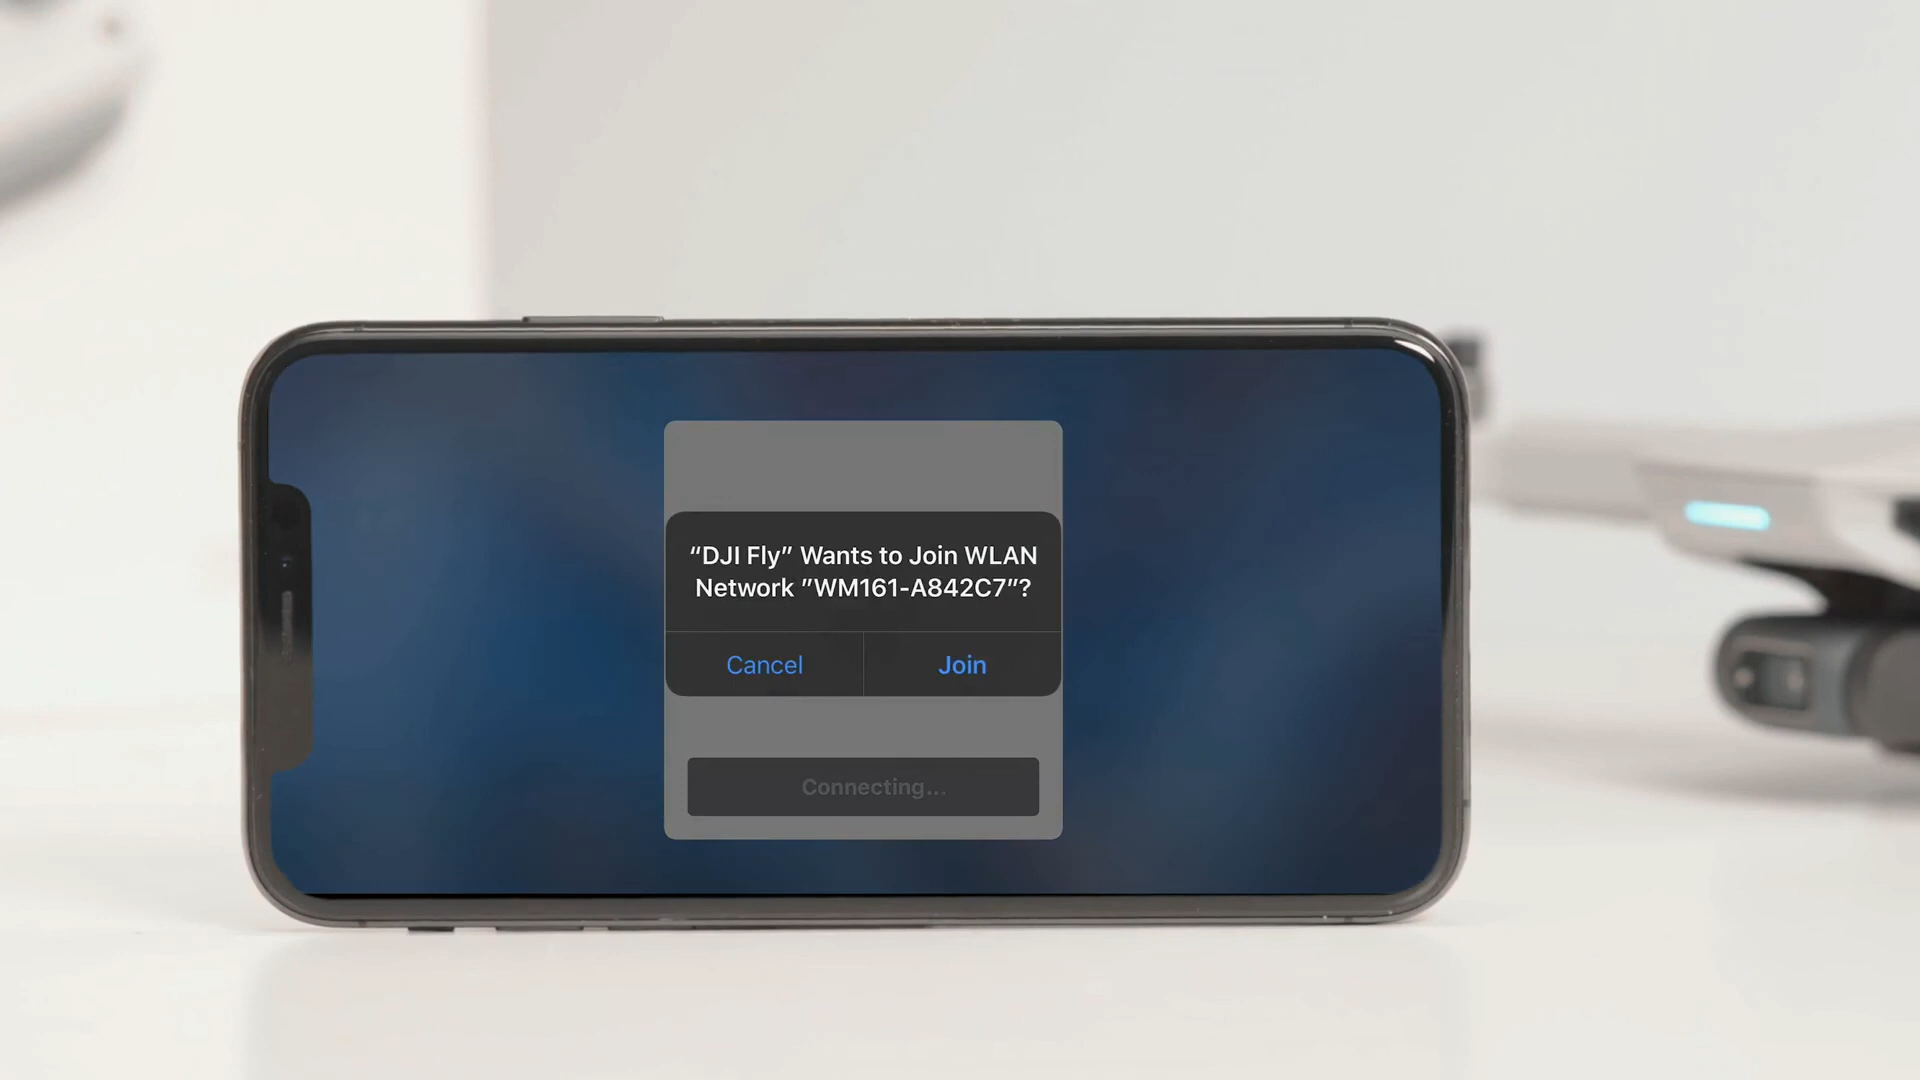 “DJI Fly” Wants to Join WLAN
Network ”WM161-A842C7”?
Cancel
Join
Connecting...